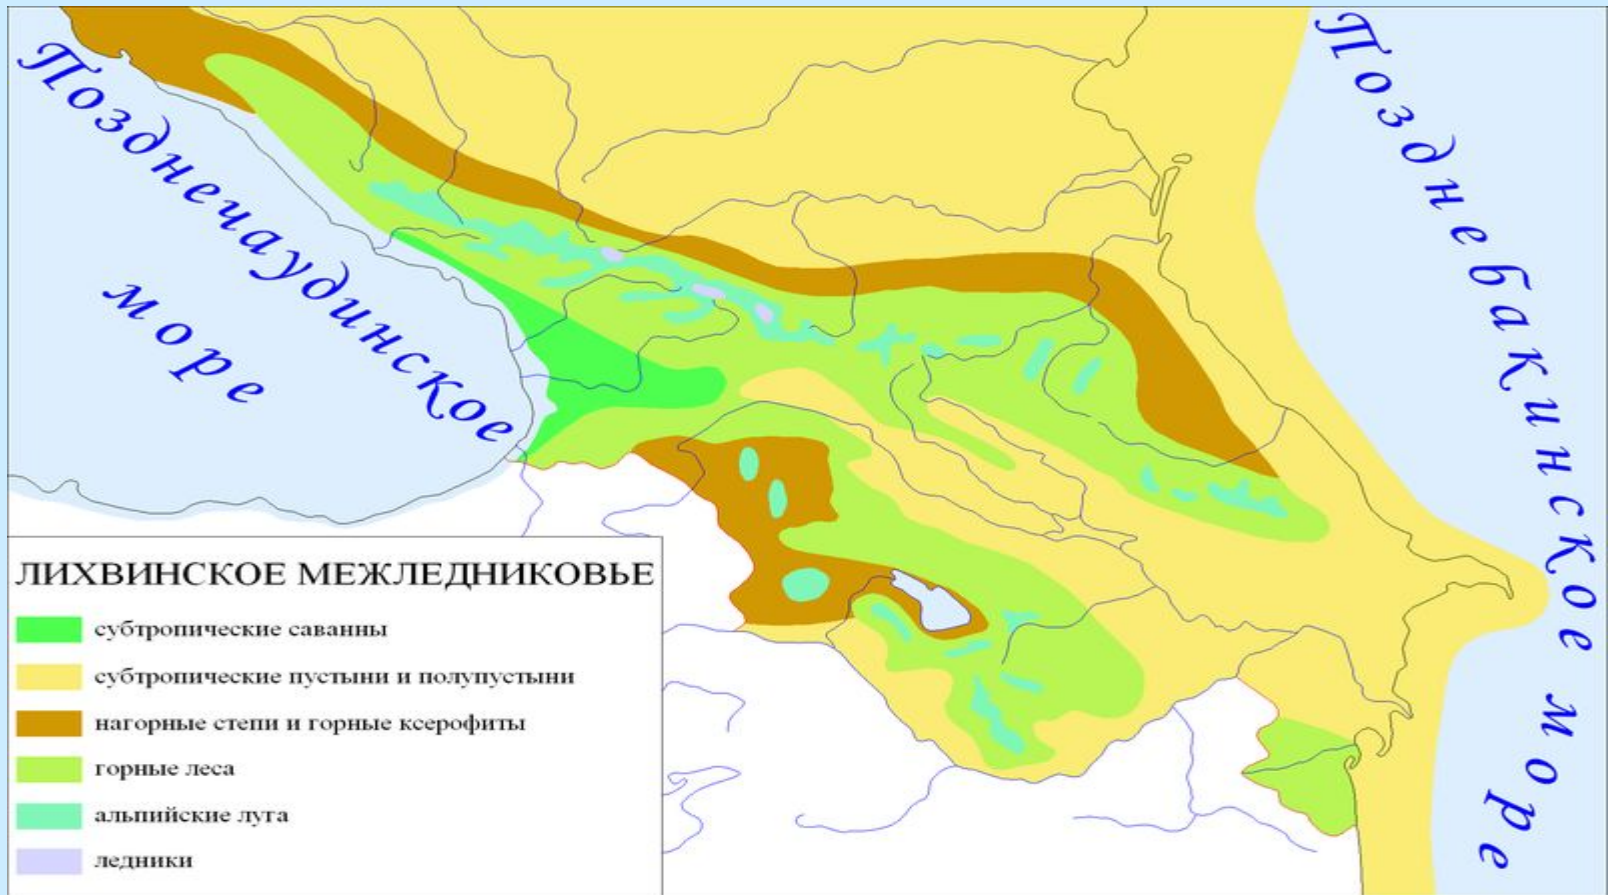 Позднечаудинское
море
Позднебакинское море
ЛИХВИНСКОЕ МЕЖЛЕДНИКОВЬЕ
субтропические саванны
субтропические пустыни и полупустыни
нагорные степи и горные ксерофиты
горные леса
альпийские луга
ледники